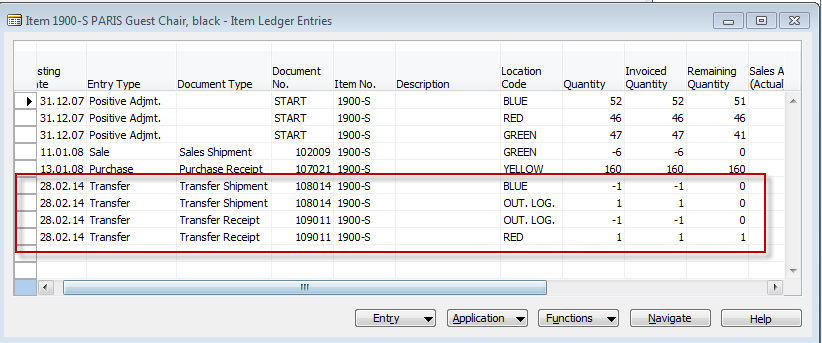 Item 1900-S PARIS Guest Chair, black - Item Ledger Entries
sting ate Entry Type Document Type Document No. Item No. Description Location Code Quantity Invoiced Quantity Remaining Quantity Sales A (Actual
31.12.07 Positive Adjmt. START 1900-S BLUE 52 52 51
31.12.07 Positive Adjmt. START 1900-S RED 46 46 46
31.12.07 Positive Adjmt. START 1900-S GREEN 47 47 41
11.01.08 Sale Sales Shipment 102009 1900-S GREEN -6 -6 0
13.01.08 Purchase Purchase Receipt 107021 1900-S YELLOW 160 160 160
28.02.14 Transfer Transfer Shipment 108014 1900-S BLUE -1 -1 0
28.02.14 Transfer Transfer Shipment 108014 1900-S OUT. LOG. 1 1 0
28.02.14 Transfer Transfer Receipt 109011 1900-S OUT. LOG. -1 -1 0
28.02.14 Transfer Transfer Receipt 109011 1900-S RED 1 1 1
Entry Application Functions Navigate Help